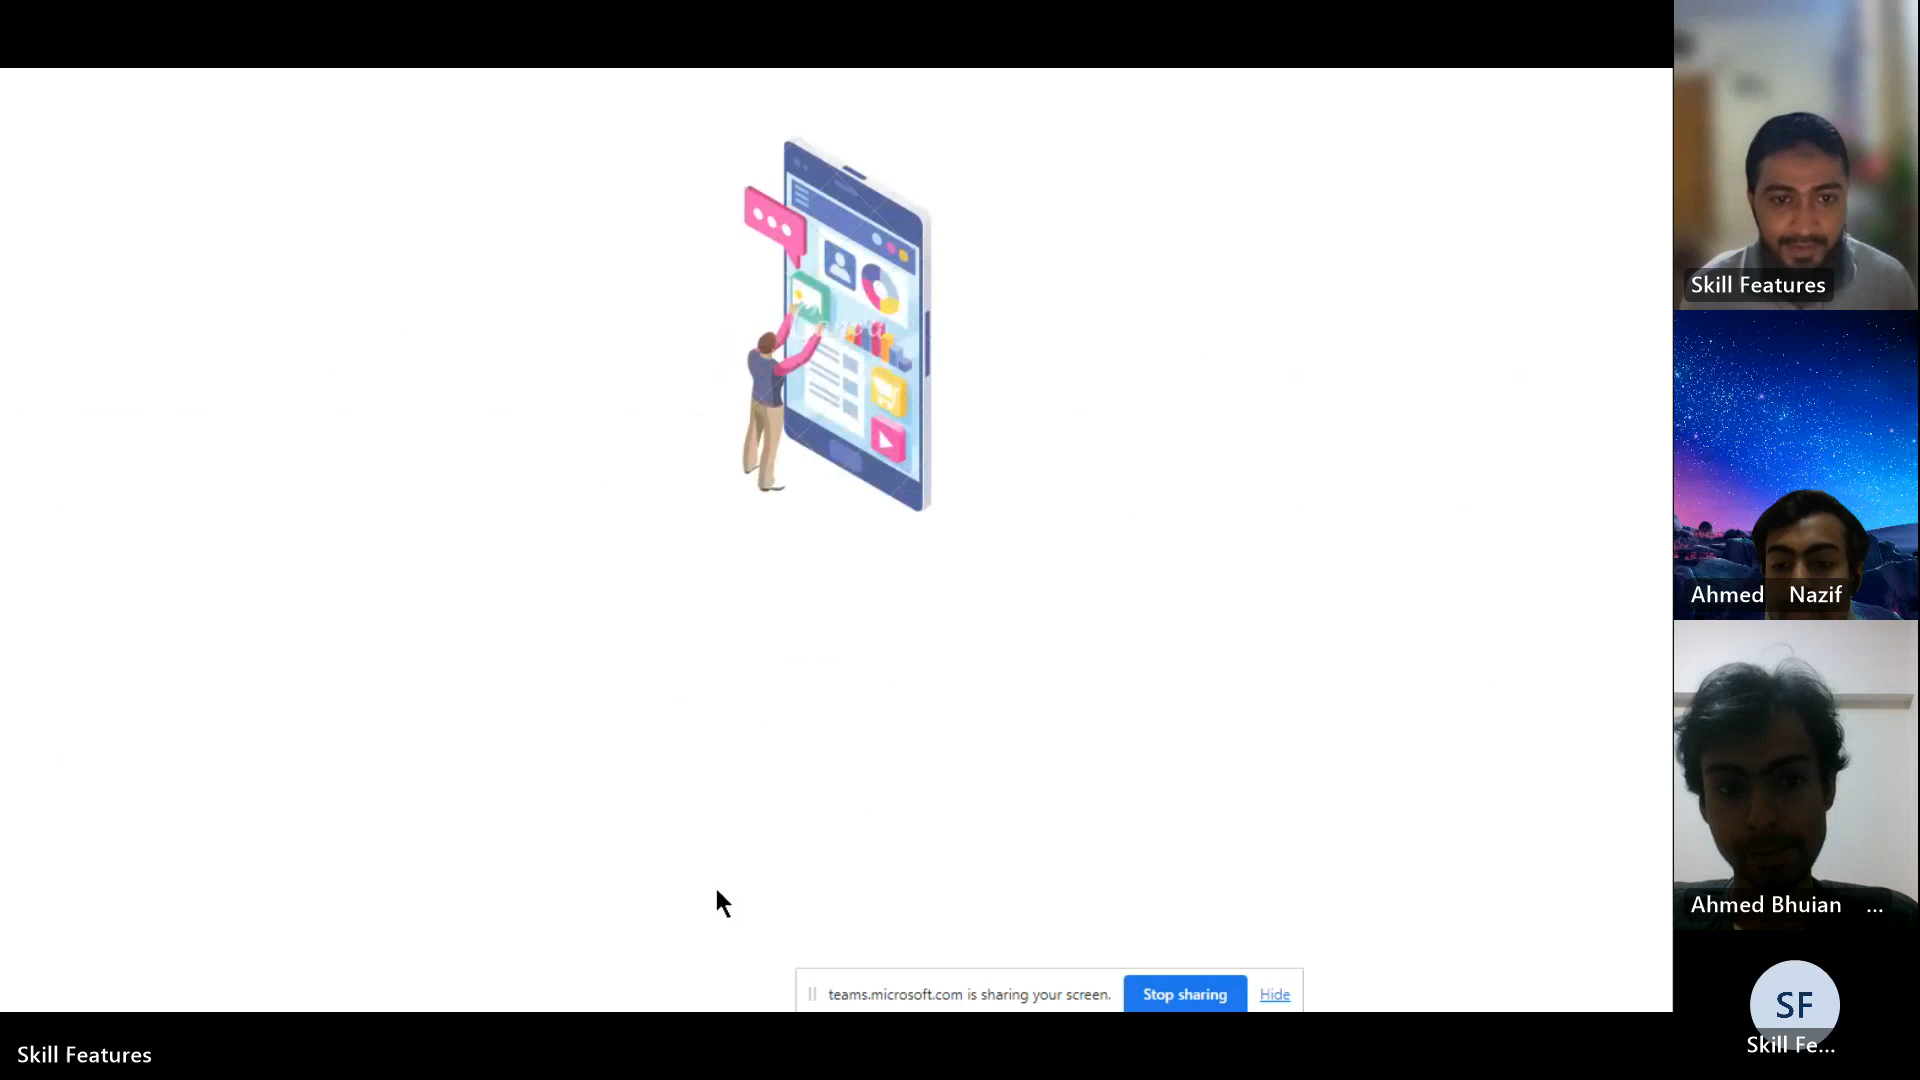 Skill Features
Ahmed Nazif
Ahmed Bhuian ...
teams.microsoft.com is sharing your screen.
Stop sharing
Hide
SF
Skill Fe...
Skill Features